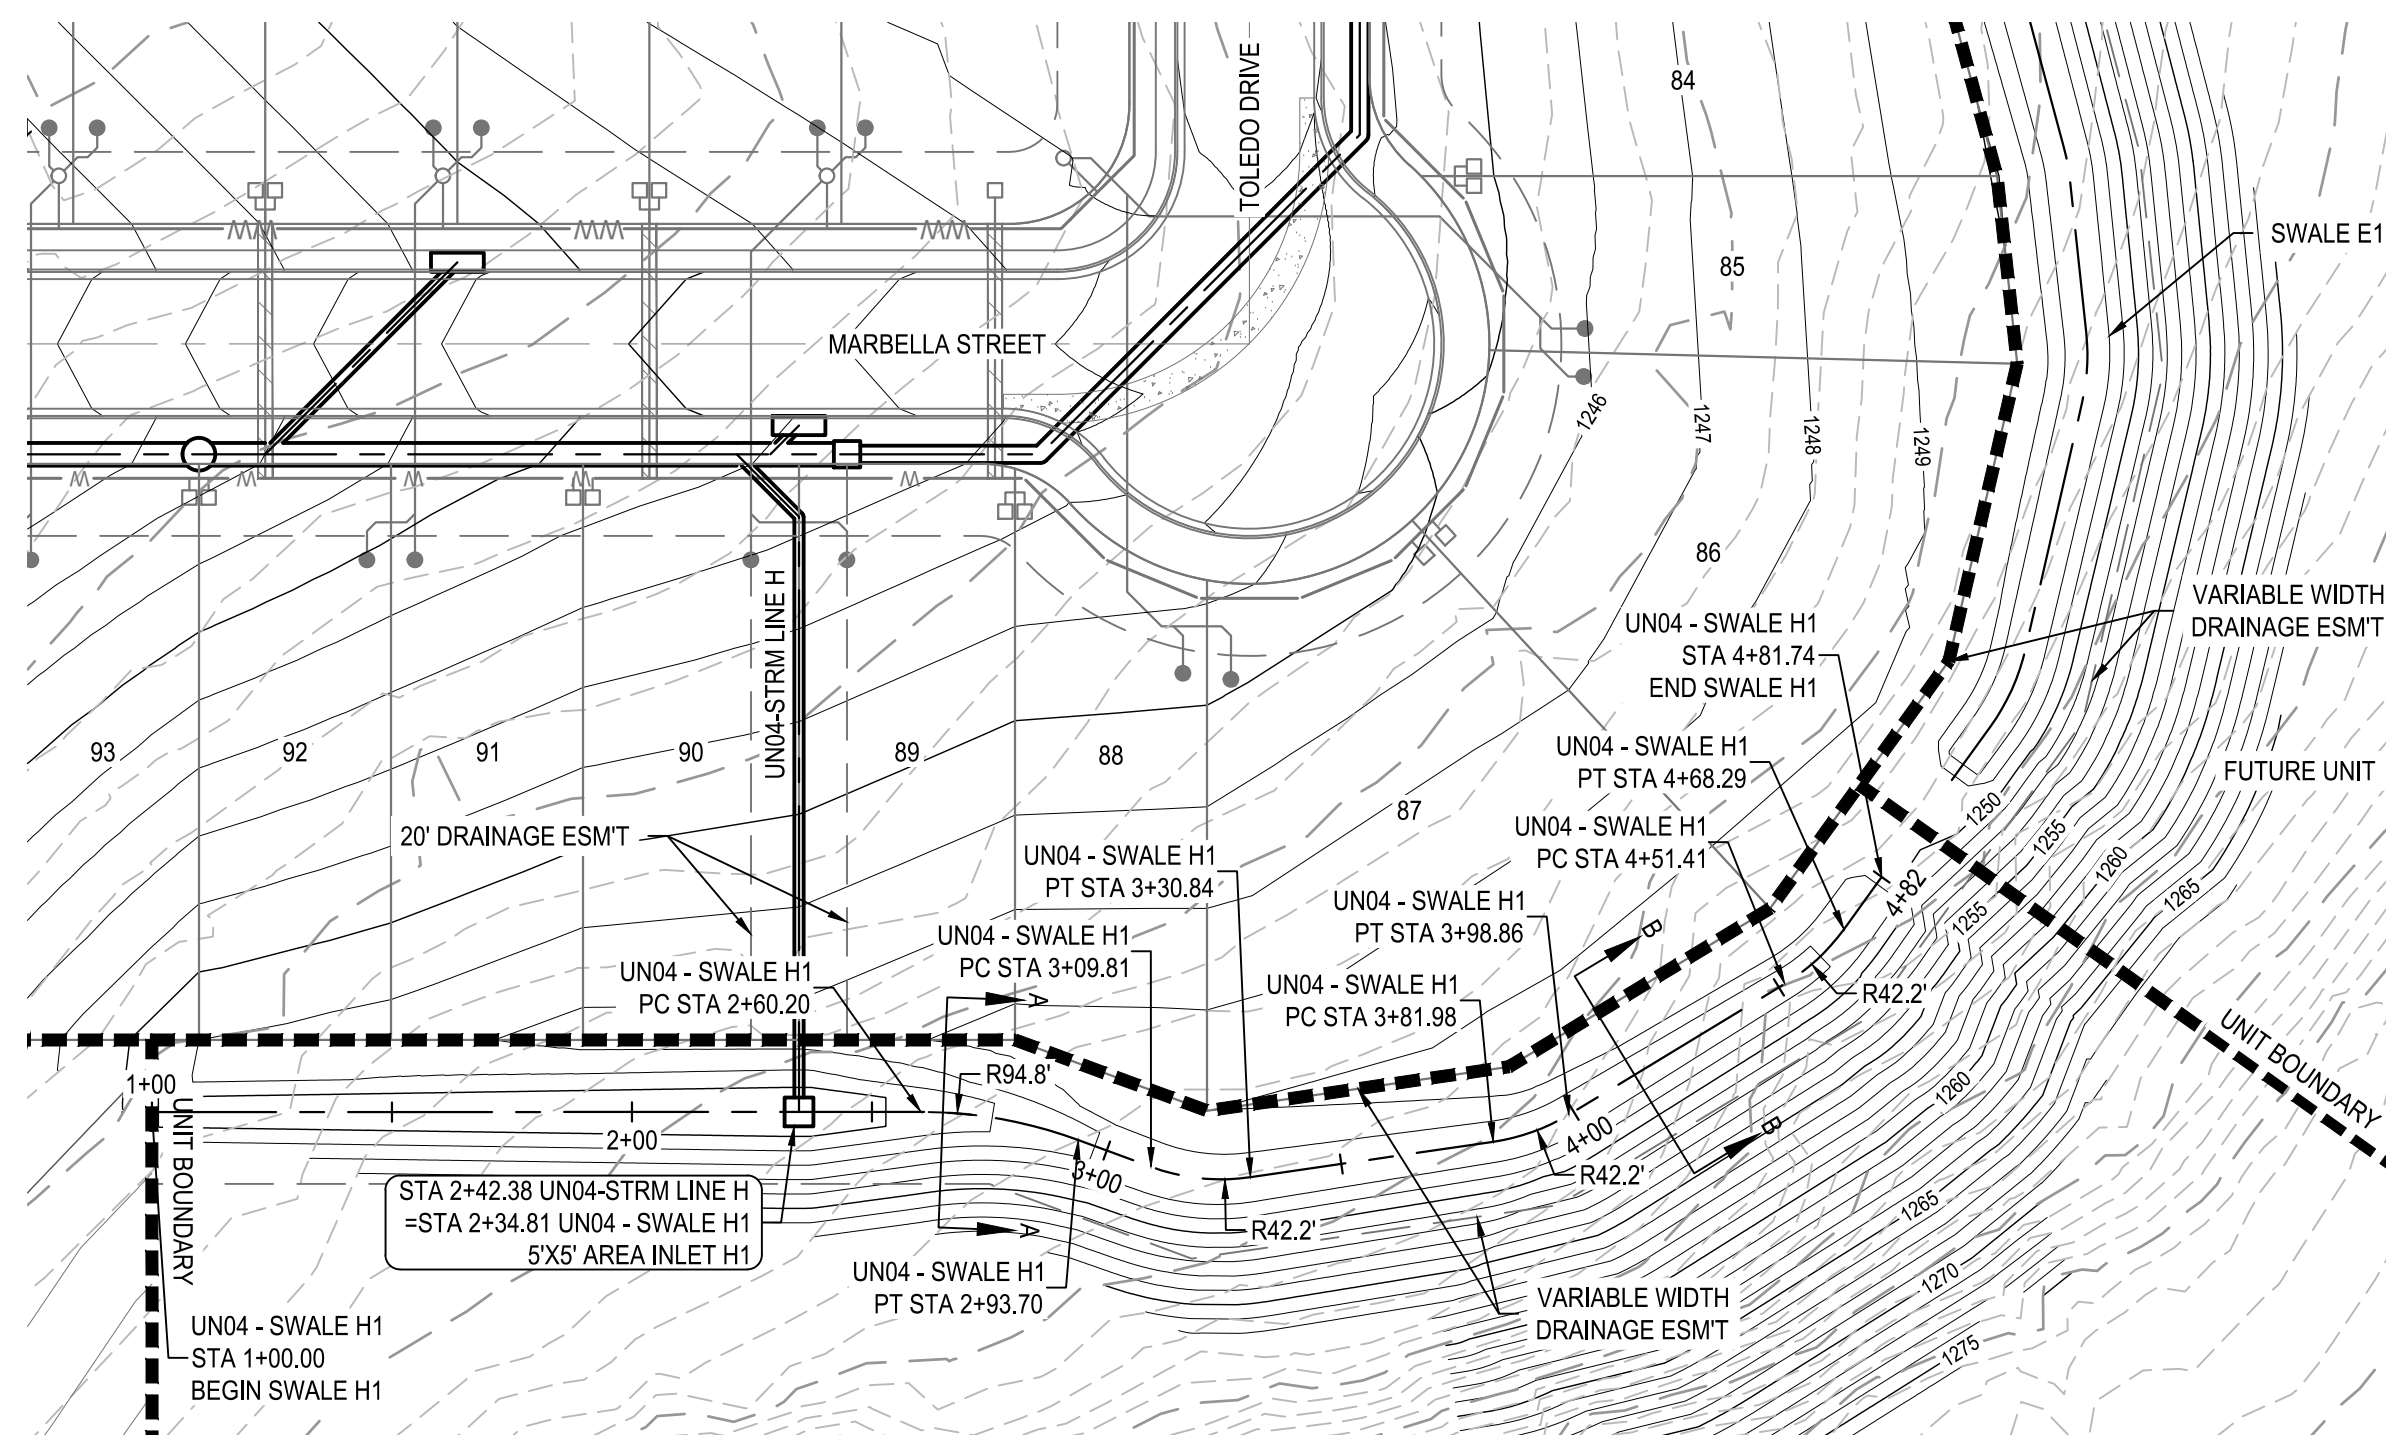 TOLEDO DRIVE
84
SWALE E1
85
MARBELLA STREET
1246
1247
1248
1249
86
VARIABLE WIDTH
DRAINAGE ESM'T
UN04 - SWALE H1
STA 4+81.74
END SWALE H1
UN04-STRM LINE H
93
92
91
90
89
88
87
UN04 - SWALE H1
PT STA 4+68.29
FUTURE UNIT
1250
1255
1260
1265
20' DRAINAGE ESM'T
UN04 - SWALE H1
PC STA 4+51.41
UN04 - SWALE H1
PT STA 3+30.84
UN04 - SWALE H1
PT STA 3+98.86
4+82
1255
B
UN04 - SWALE H1
PC STA 3+09.81
UN04 - SWALE H1
PC STA 2+60.20
A
UN04 - SWALE H1
PC STA 3+81.98
R42.2'
UNIT BOUNDARY
1+00
R94.8'
1260
UNIT BOUNDARY
2+00
4+00
B
3+00
R42.2'
STA 2+42.38 UN04-STRM LINE H
=STA 2+34.81 UN04 - SWALE H1
5'X5' AREA INLET H1
A
R42.2'
1265
UN04 - SWALE H1
PT STA 2+93.70
1270
VARIABLE WIDTH
DRAINAGE ESM'T
1275
UN04 - SWALE H1
STA 1+00.00
BEGIN SWALE H1